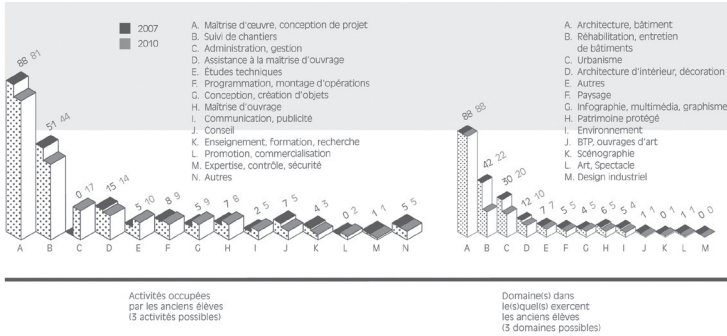 2007
2010
A. Maîtrise d'œuvre, conception de projet
B. Suivi de chantiers
C. Administration, gestion
D. Assistance à la maîtrise d'ouvrage
E. Études techniques
F. Programmation, montage d'opérations
G. Conception, création d'objets
H. Maîtrise d'ouvrage
I. Communication, publicité
J. Conseil
K. Enseignement, formation, recherche
L. Promotion, commercialisation
M. Expertise, contrôle, sécurité
N. Autres
88 81
51 44
0 17
15 14
5 10
8 9
5 9
7 8
2 5
7 5
4 3
0 2
1 1
5 5
A B C D E F G H I J K L M N
Activités occupées
par les anciens élèves
(3 activités possibles)
A. Architecture, bâtiment
B. Réhabilitation, entretien
de bâtiments
C. Urbanisme
D. Architecture d'intérieur, décoration
E. Autres
F. Paysage
G. Infographie, multimédia, graphisme
H. Patrimoine protégé
I. Environnement
J. BTP, ouvrages d'art
K. Scénographie
L. Art, Spectacle
M. Design industriel
88 88
42 22
30 20
12 10
7 7
5 5
4 5
6 5
5 4
1 1
0 1
1 1
0 0
A B C D E F G H I J K L M
Domaine(s) dans
le(s)quel(s) exercent
les anciens élèves
(3 domaines possibles)